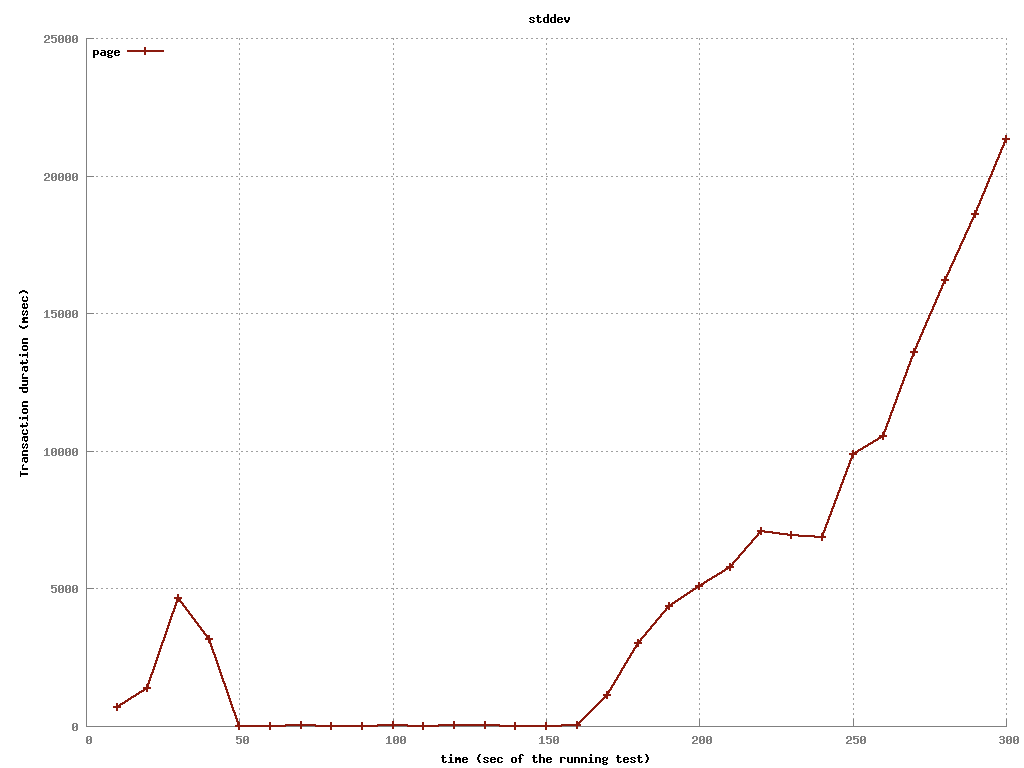 stddev
25000
page
20000
15000
Transaction duration (msec)
10000
5000
0
0 50 100 150 200 250 300
time (sec of the running test)